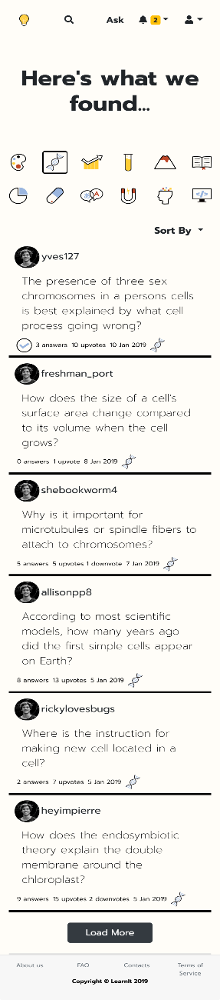 Ask 2
Here's what we
found...
Sort By
yves127
The presence of three sex
chromosomes in a persons cells
is best explained by what cell
process going wrong?
3 answers 10 upvotes 10 Jan 2019
freshman_port
How does the size of a cell's
surface area change compared
to its volume when the cell
grows?
0 answers 1 upvote 8 Jan 2019
shebookworm4
Why is it important for
microtubules or spindle fibers to
attach to chromosomes?
5 answers 5 upvotes 1 downvote 7 Jan 2019
allisonpp8
According to most scientific
models, how many years ago
did the first simple cells appear
on Earth?
8 answers 13 upvotes 5 Jan 2019
rickylovesbugs
Where is the instruction for
making new cell located in a
cell?
2 answers 7 upvotes 5 Jan 2019
heyimpierre
How does the endosymbiotic
theory explain the double
membrane around the
chloroplast?
9 answers 15 upvotes 2 downvotes 5 Jan 2019
Load More
About us FAQ Contacts Terms of
Service
Copyright © LearnIt 2019